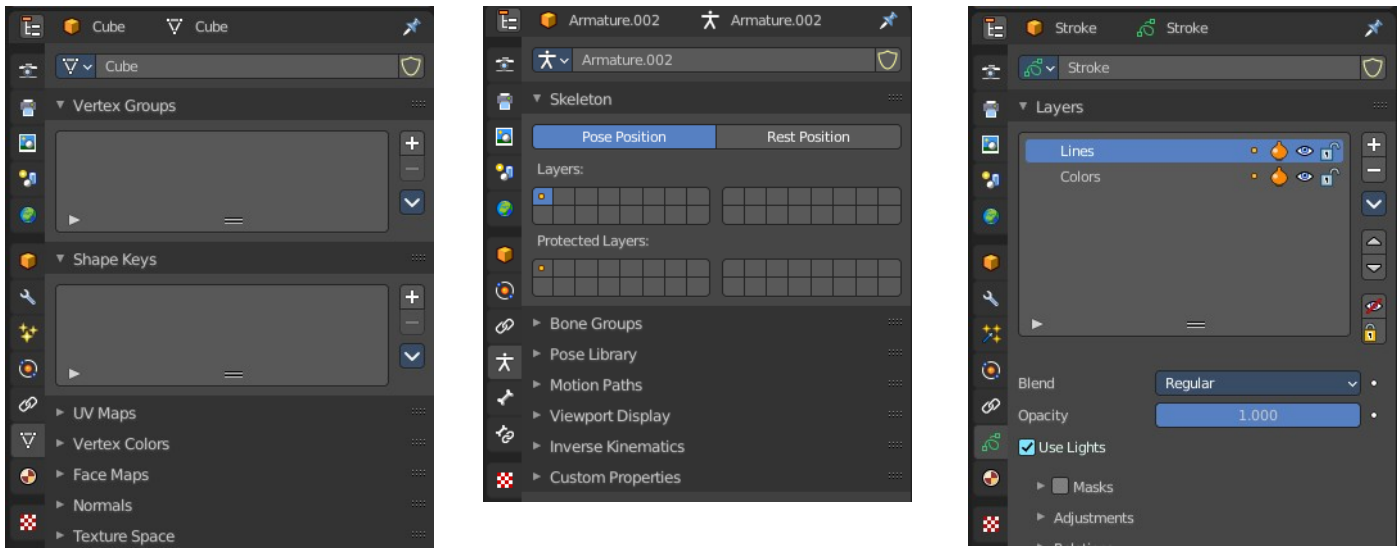 Cube Cube
Cube
Vertex Groups
Shape Keys
UV Maps
Vertex Colors
Face Maps
Normals
Texture Space
Armature.002 Armature.002
Armature.002
Skeleton
Pose Position Rest Position
Layers:
Protected Layers:
Bone Groups
Pose Library
Motion Paths
Viewport Display
Inverse Kinematics
Custom Properties
Stroke Stroke
Stroke
Layers
Lines
Colors
Blend Regular
Opacity 1.000
Use Lights
Masks
Adjustments